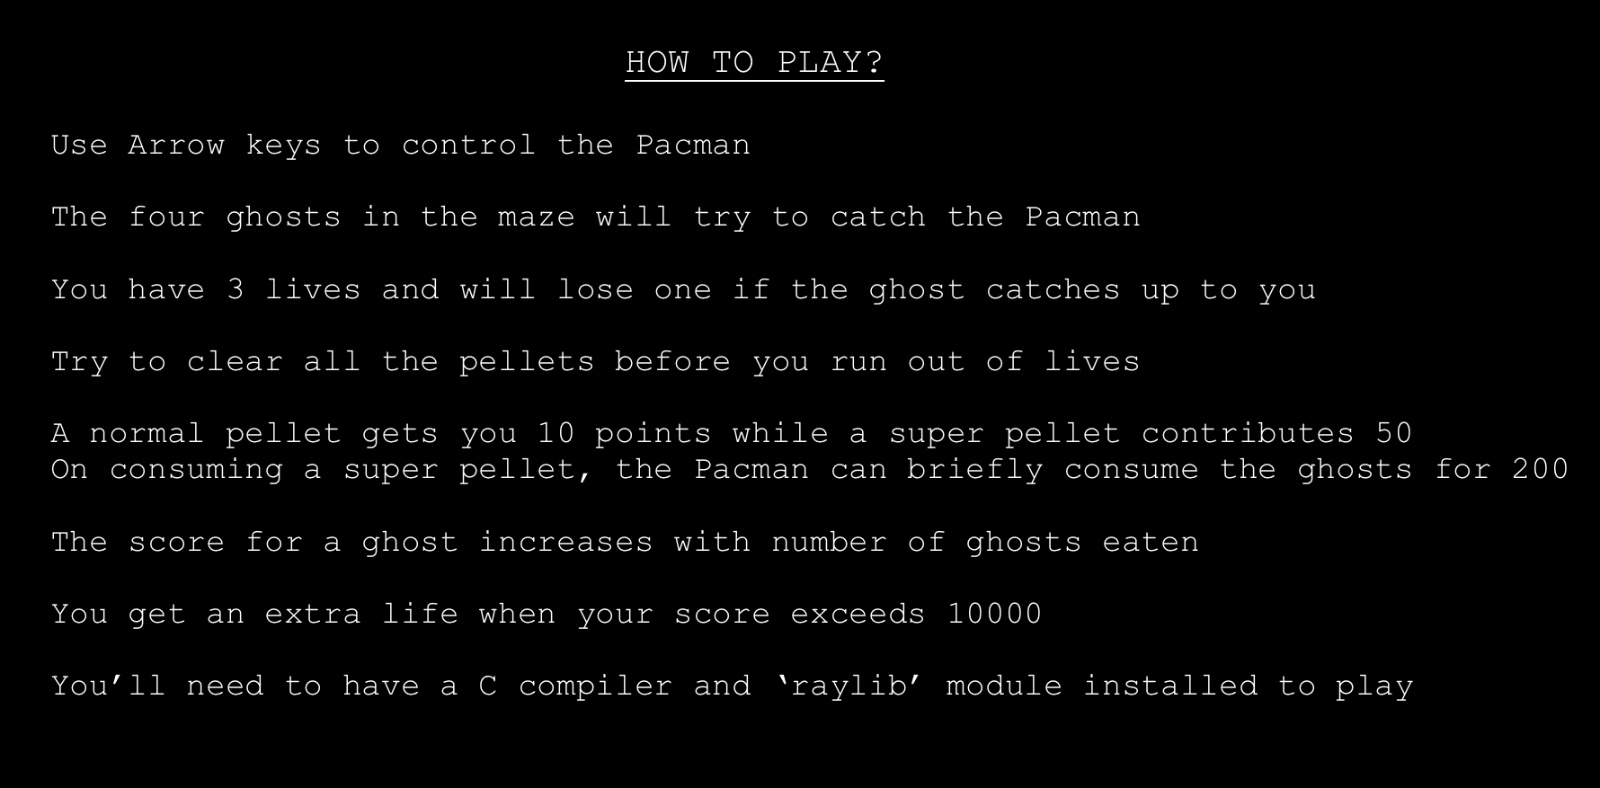 HOW TO PLAY?
Use Arrow keys to control the Pacman
The four ghosts in the maze will try to catch the Pacman
You have 3 lives and will lose one if the ghost catches up to you
Try to clear all the pellets before you run out of lives
A normal pellet gets you 10 points while a super pellet contributes 50
On consuming a super pellet, the Pacman can briefly consume the ghosts for 200
The score for a ghost increases with number of ghosts eaten
You get an extra life when your score exceeds 10000
You’ll need to have a C compiler and ‘raylib’ module installed to play